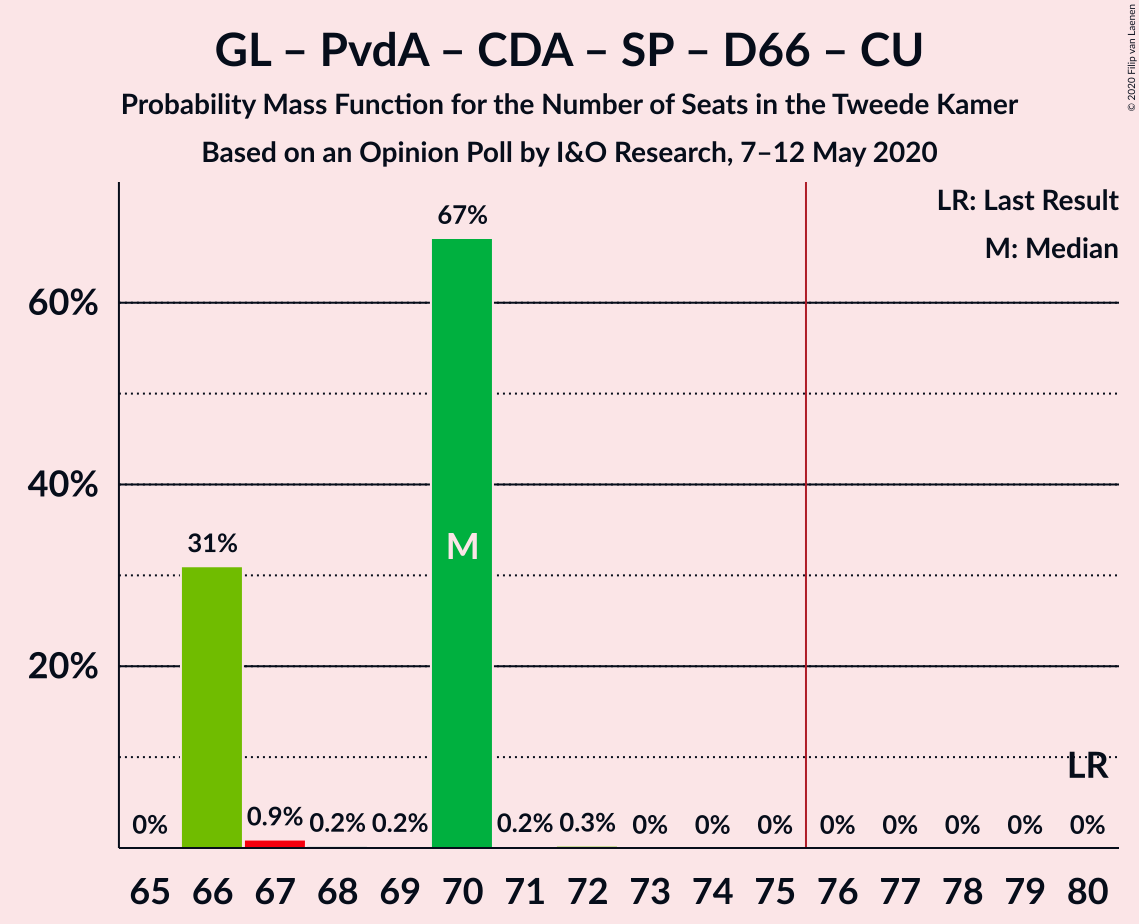 GL – PvdA – CDA – SP – D66 – CU
Probability Mass Function for the Number of Seats in the Tweede Kamer
Based on an Opinion Poll by I&O Research, 7–12 May 2020
© 2020 Filip van Laenen
LR: Last Result
M: Median
67%
60%
40%
31%
M
20%
LR
0% 0.9% 0.2% 0.2% 0.2% 0.3% 0% 0% 0% 0% 0% 0% 0% 0%
65 66 67 68 69 70 71 72 73 74 75 76 77 78 79 80